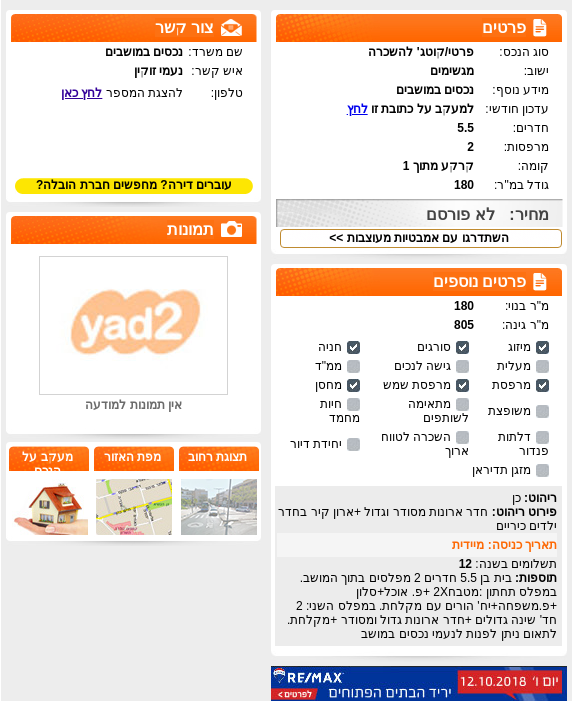 פרטים
סוג הנכס: פרטי/קוטג' להשכרה
ישוב: מגשימים
מידע נוסף: נכסים במושבים
עדכון חודשי: למעקב על כתובת זו לחץ
חדרים: 5.5
מרפסות: 2
קומה: קרקע מתוך 1
גודל במ"ר: 180
מחיר: לא פורסם
השתדרגו עם אמבטיות מעוצבות >>
צור קשר
שם משרד: נכסים במושבים
איש קשר: נעמי זוקין
טלפון: להצגת המספר לחץ כאן
עוברים דירה? מחפשים חברת הובלה?
תמונות
yad2
אין תמונות למודעה
תצוגת רחוב
מפת האזור
מעקב על
הנכס
פרטים נוספים
מ"ר בנוי: 180
מ"ר גינה: 805
מיזוג סורגים חניה
מעלית גישה לנכים ממ"ד
מרפסת מרפסת שמש מחסן
משופצת מתאימה לשותפים חיות מחמד
דלתות פנדור השכרה לטווח ארוך יחידת דיור
מזגן תדיראן
ריהוט: כן
פירוט ריהוט: חדר ארונות מסודר וגדול +ארון קיר בחדר
ילדים כיריים
תאריך כניסה: מיידית
תשלומים בשנה: 12
תוספות: בית בן 5.5 חדרים 2 מפלסים בתוך המושב.
במפלס תחתון :מטבחX2 +פ. אוכל+סלון
+פ.משפחה+יח' הורים עם מקלחת. במפלס השני: 2
חד' שינה גדולים +חדר ארונות גדול ומסודר +מקלחת.
לתאום ניתן לפנות לנעמי נכסים במושב
יום ו' 12.10.2018
RE/MAX
יריד הבתים הפתוחים
לפרטים >